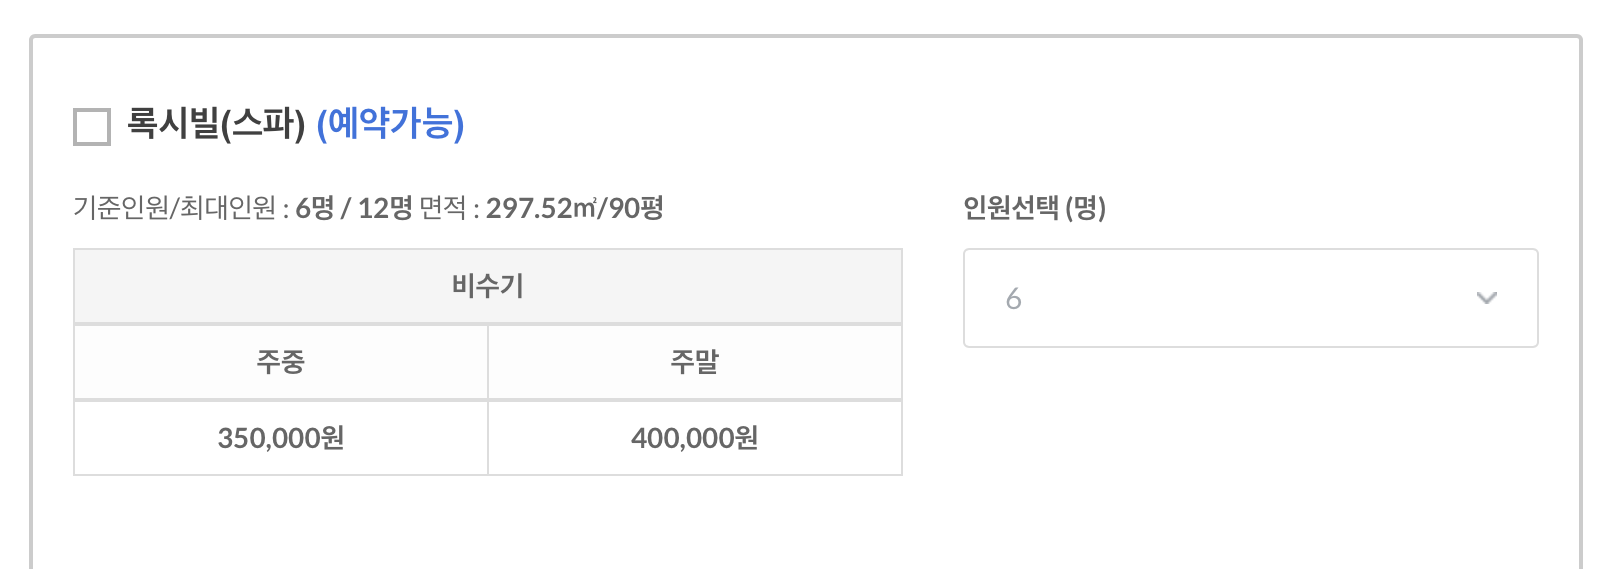 록시빌(스파) (예약가능)
기준인원/최대인원 : 6명 / 12명 면적 : 297.52㎡/90평
인원선택 (명)
비수기
6
주중 주말
350,000원 400,000원